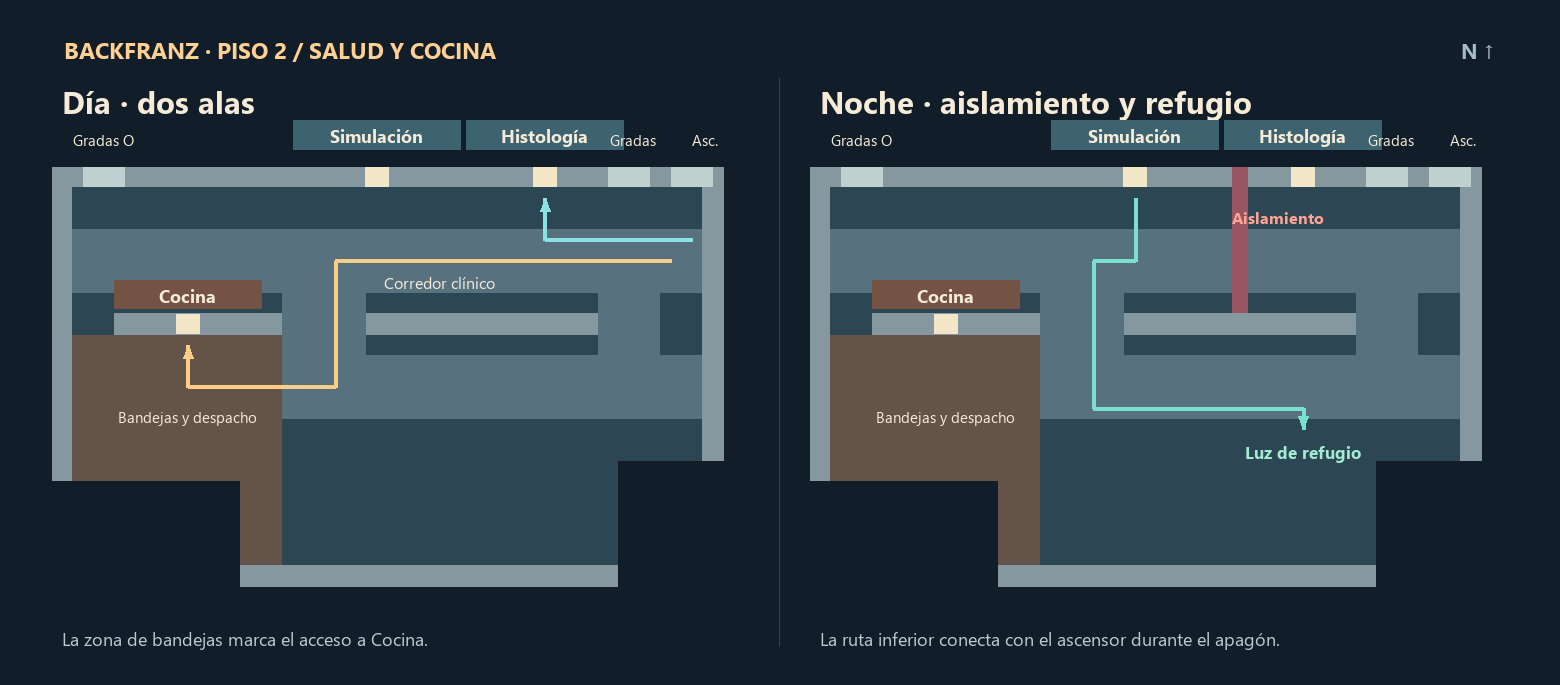 BACKFRANZ · PISO 2 / SALUD Y COCINA
N ↑
Día · dos alas
Gradas O
Simulación
Histología
Gradas
Asc.
Corredor clínico
Cocina
Bandejas y despacho
La zona de bandejas marca el acceso a Cocina.
Noche · aislamiento y refugio
Gradas O
Simulación
Histología
Gradas
Asc.
Aislamiento
Cocina
Bandejas y despacho
Luz de refugio
La ruta inferior conecta con el ascensor durante el apagón.